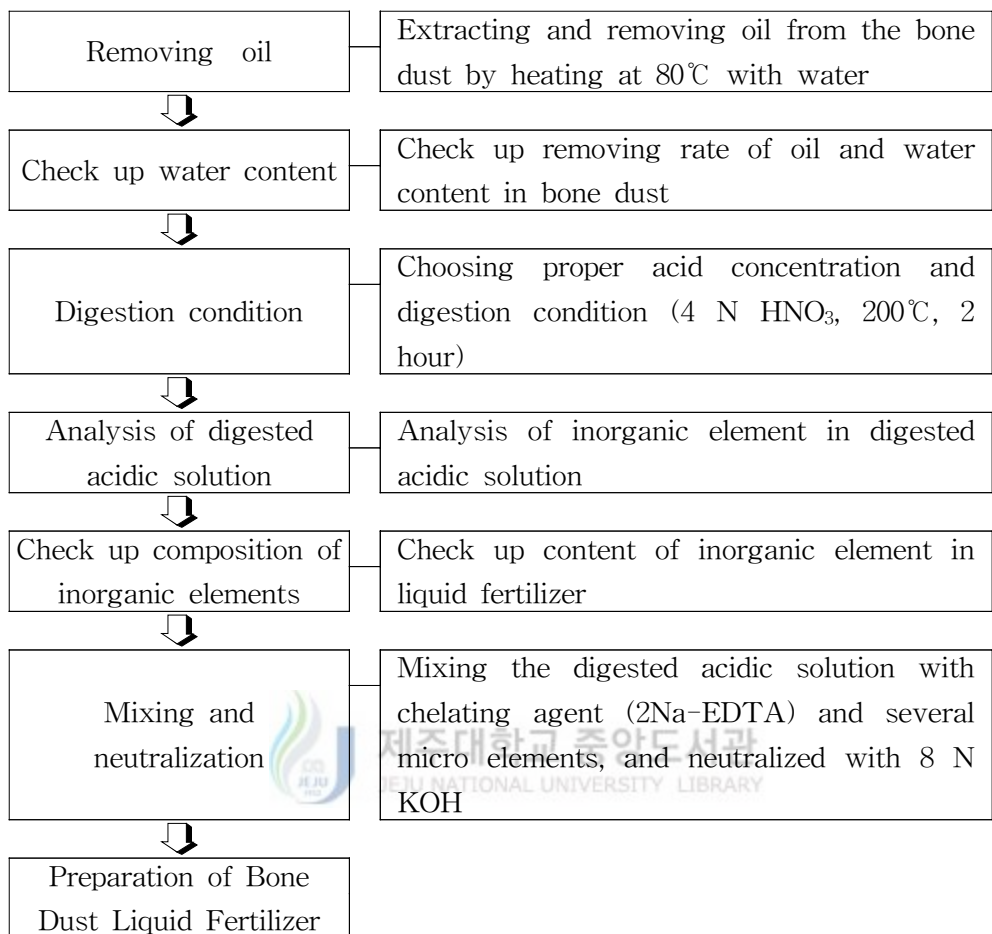 Removing oil
Extracting and removing oil from the bone
dust by heating at 80℃ with water
Check up water content
Check up removing rate of oil and water
content in bone dust
Digestion condition
Choosing proper acid concentration and
digestion condition (4 N HNO₃, 200℃, 2
hour)
Analysis of digested
acidic solution
Analysis of inorganic element in digested
acidic solution
Check up composition of
inorganic elements
Check up content of inorganic element in
liquid fertilizer
Mixing and
neutralization
Mixing the digested acidic solution with
chelating agent (2Na-EDTA) and several
micro elements, and neutralized with 8 N
KOH
제주대학교 중앙도서관
JEJU NATIONAL UNIVERSITY LIBRARY
JEJU
1952
Preparation of Bone
Dust Liquid Fertilizer